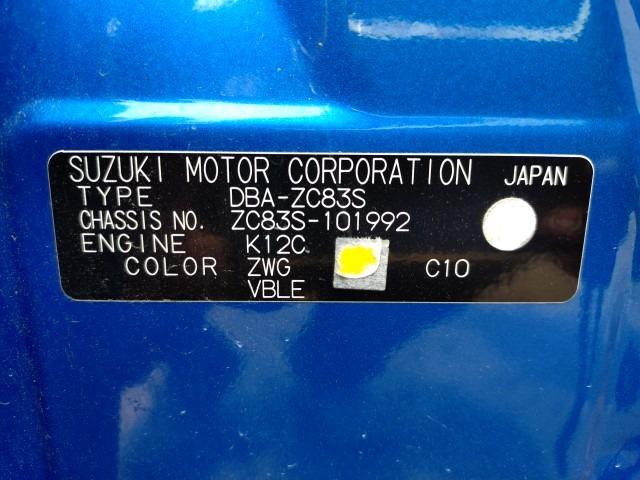 SUZUKI MOTOR CORPORATION JAPAN
TYPE DBA-ZC83S
CHASSIS NO. ZC83S-101992
ENGINE K12C
COLOR ZWG C10
VBLE